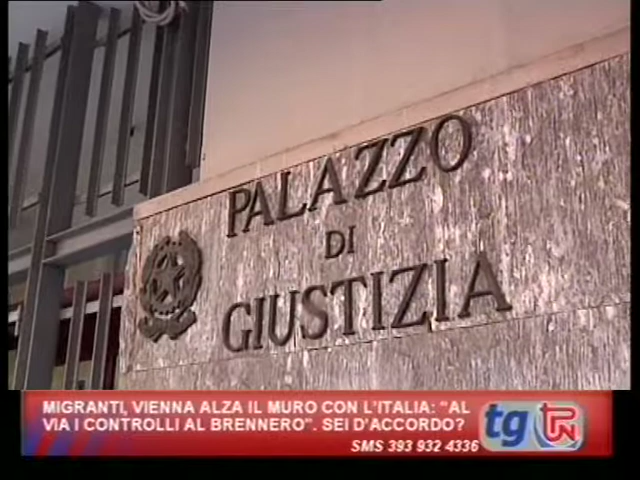 PALAZZO
DI
GIUSTIZIA
MIGRANTI, VIENNA ALZA IL MURO CON L'ITALIA: "AL
VIA I CONTROLLI AL BRENNERO". SEI D'ACCORDO?
SMS 393 932 4336
tg TPN